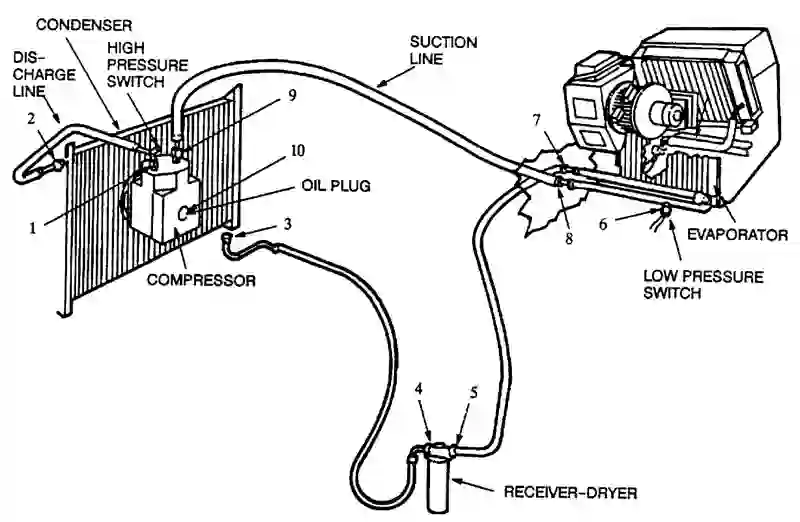 CONDENSER
HIGH
PRESSURE
SWITCH
DIS-
CHARGE
LINE
SUCTION
LINE
2
9
10
7
OIL PLUG
1
3
8
6
EVAPORATOR
COMPRESSOR
LOW PRESSURE
SWITCH
4
5
RECEIVER-DRYER